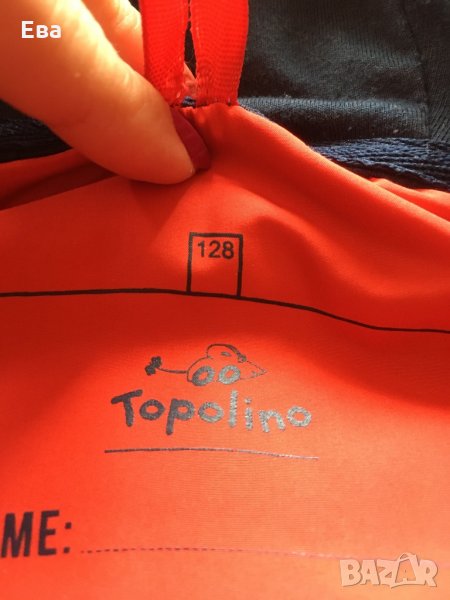 Ева
128
Topolino
ME:
BAZAR